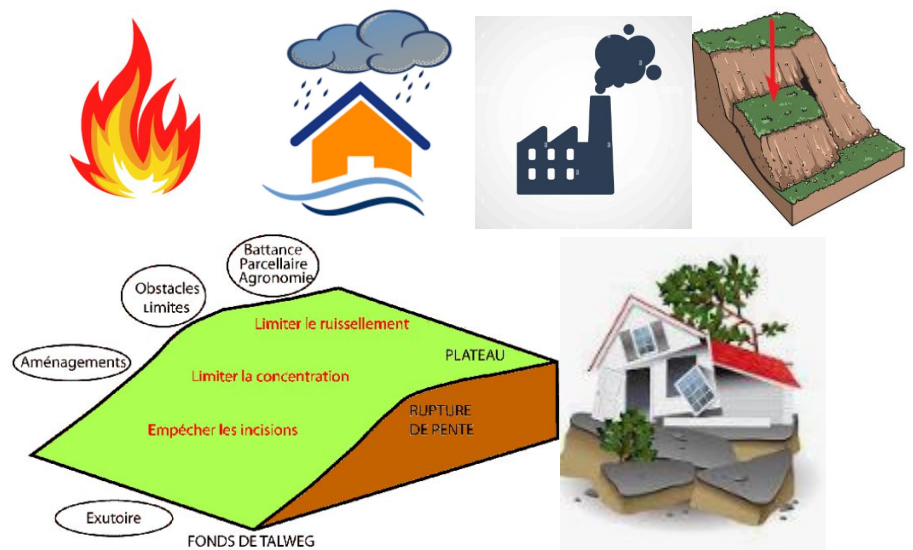 Battance
Parcellaire
Agronomie
Obstacles
Limites
Limiter le ruissellement
PLATEAU
Aménagements
Limiter la concentration
RUPTURE
DE PENTE
Empécher les incisions
Exutoire
FONDS DE TALWEG